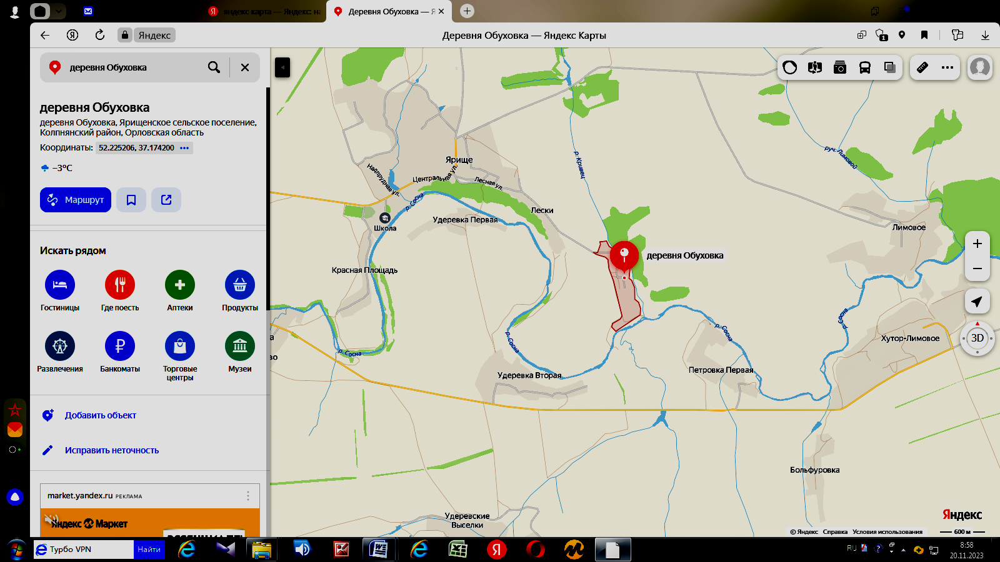 яндекс карта — Яндекс: на
Деревня Обуховка — Я
Яндекс
Деревня Обуховка — Яндекс Карты
1
деревня Обуховка
деревня Обуховка
деревня Обуховка, Ярищенское сельское поселение,
Колпнянский район, Орловская область
Координаты: 52.225206, 37.174200
–3°C
Маршрут
Искать рядом
Гостиницы
Где поесть
Аптеки
Продукты
Развлечения
Банкоматы
Торговые
центры
Музеи
Добавить объект
Исправить неточность
market.yandex.ru РЕКЛАМА
Яндекс Маркет
Ярище
Надпрудная ул.
Центральная ул.
Лесная ул.
р. Сосна
Школа
Удеревка Первая
Лески
Красная Площадь
р. Кривец
руч. Лимовой
Лимовое
деревня Обуховка
а
во
р. Сосна
р. Сосна
р. Сосна
р. Сосна
Удеревка Вторая
Петровка Первая
Хутор-Лимовое
3D
Больфуровка
Удеревские
Выселки
Яндекс
© Яндекс Справка Условия использования
600 м
Турбо VPN
Найти
RU
8:58
20.11.2023